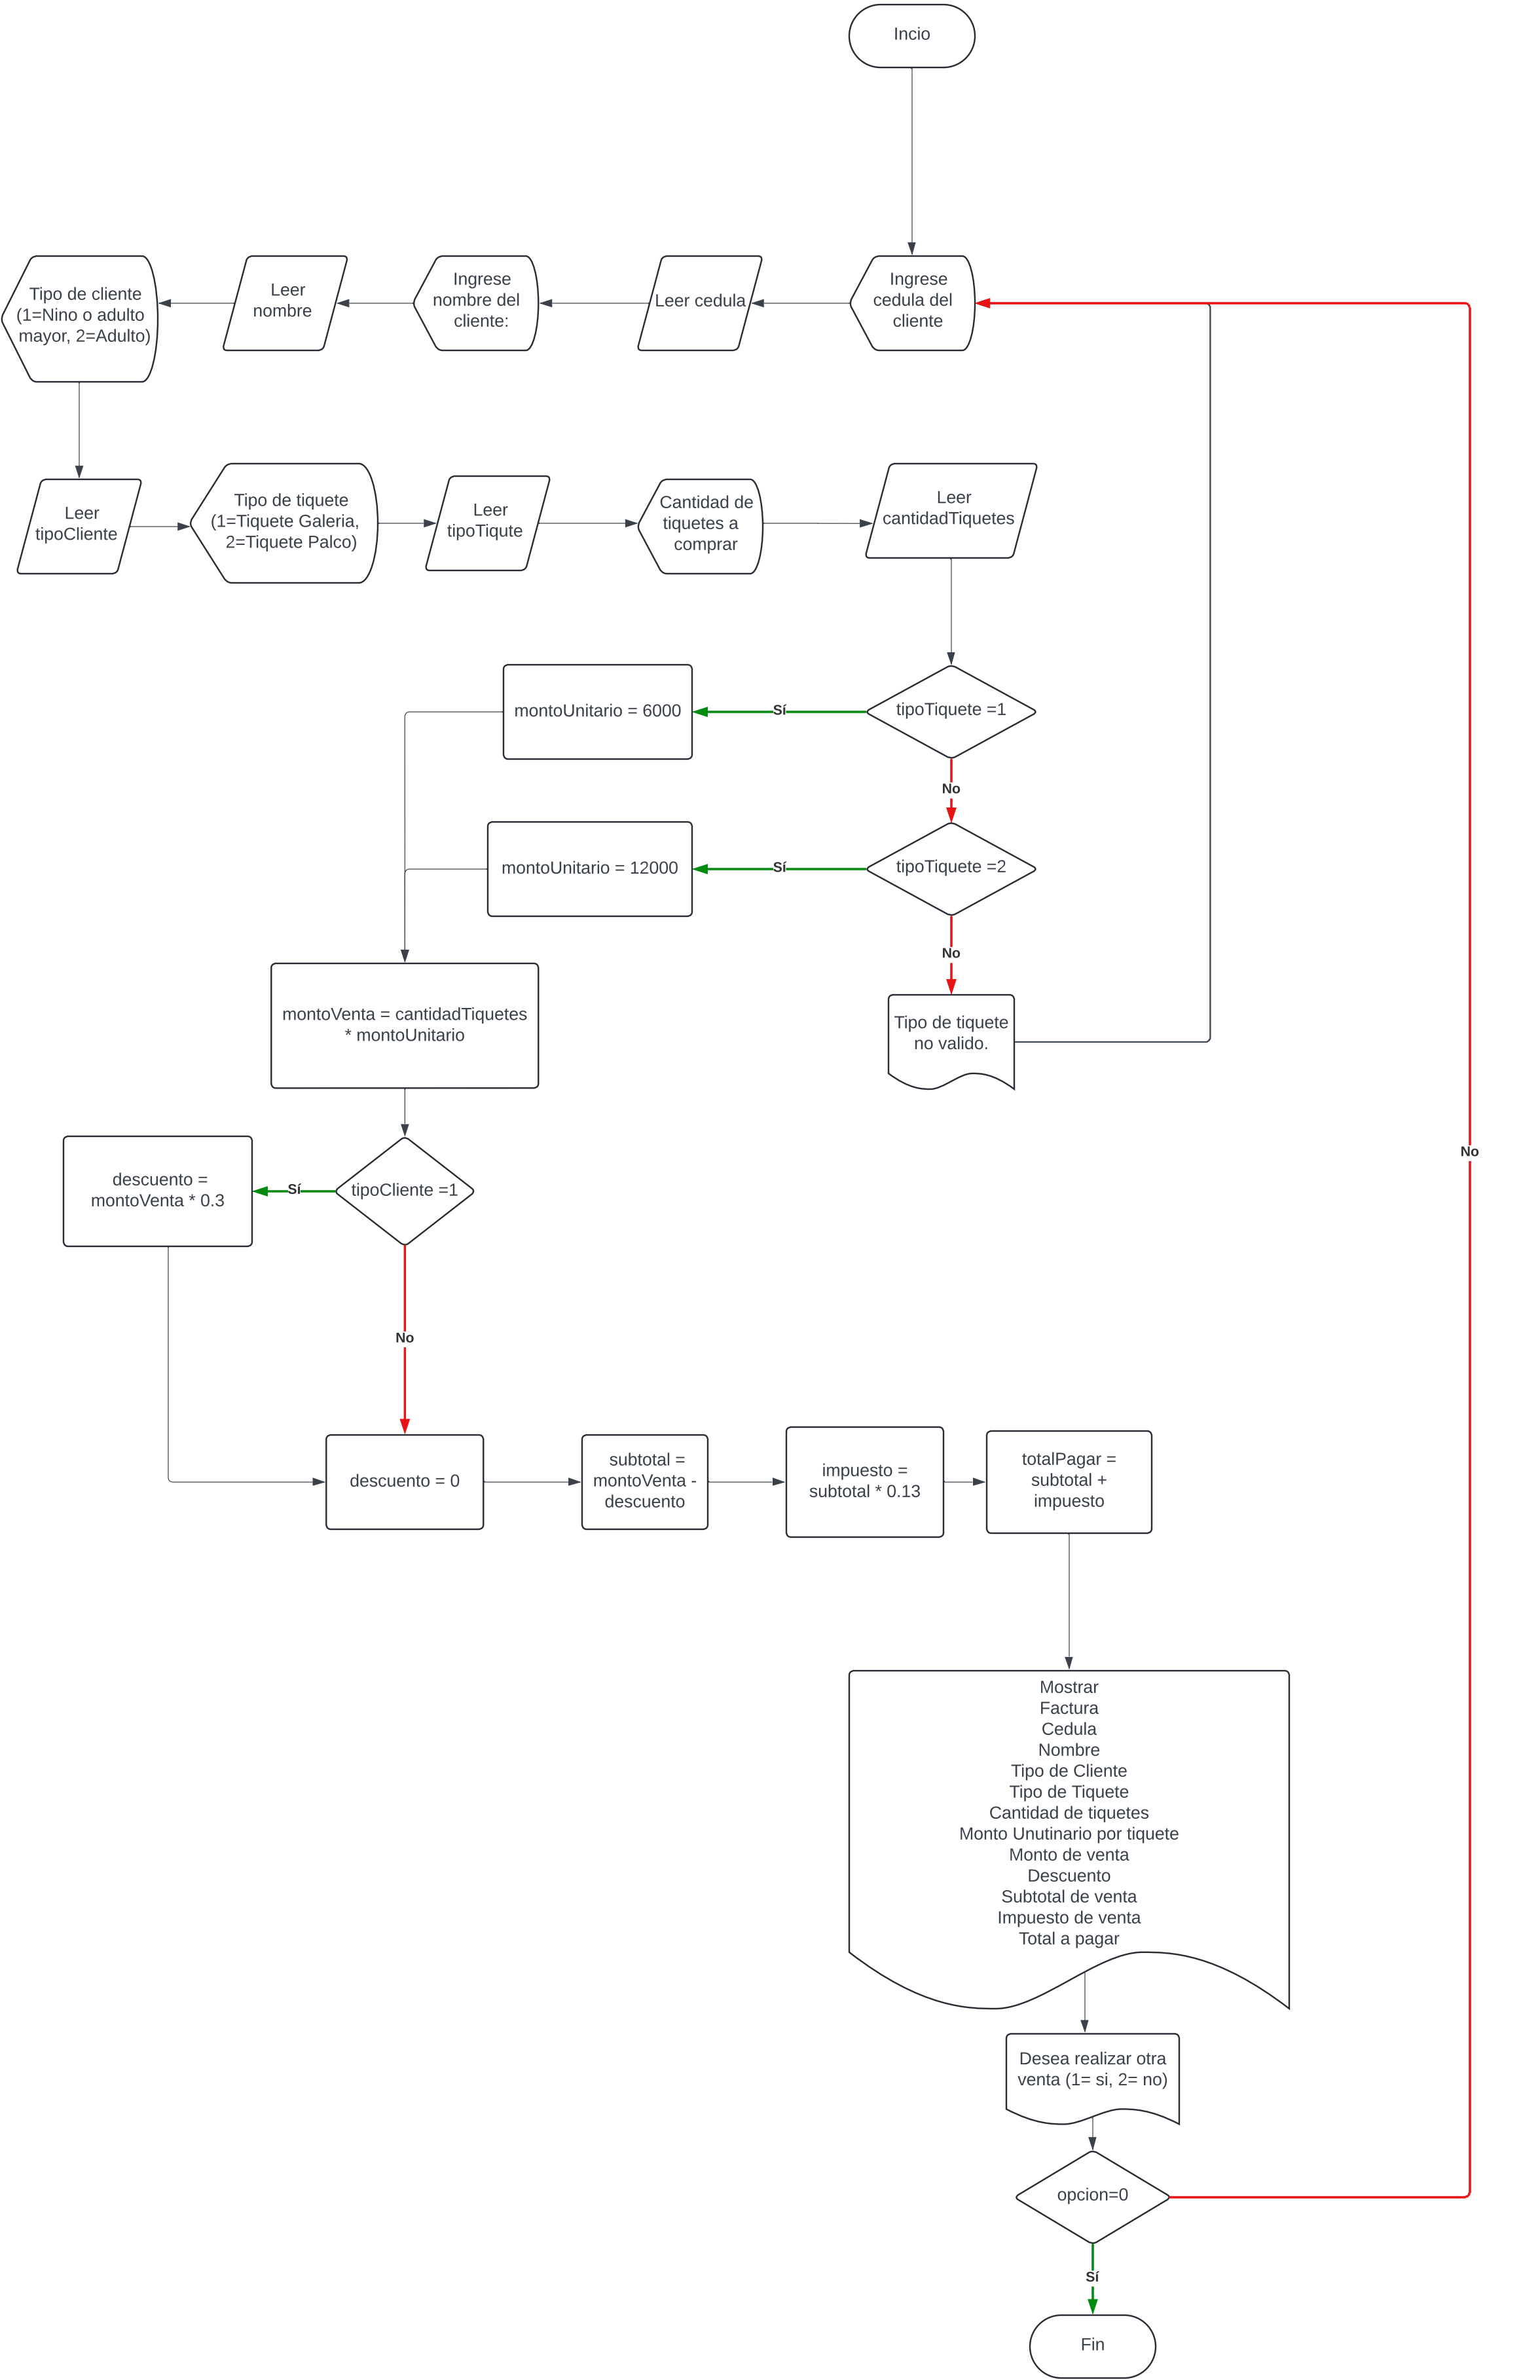 Incio
Ingrese
cedula del
cliente
Leer cedula
Ingrese
nombre del
cliente:
Leer
nombre
Tipo de cliente
(1=Nino o adulto
mayor, 2=Adulto)
Leer
tipoCliente
Tipo de tiquete
(1=Tiquete Galeria,
2=Tiquete Palco)
Leer
tipoTiqute
Cantidad de
tiquetes a
comprar
Leer
cantidadTiquetes
tipoTiquete =1
Sí
montoUnitario = 6000
No
tipoTiquete =2
Sí
montoUnitario = 12000
No
Tipo de tiquete
no valido.
montoVenta = cantidadTiquetes
* montoUnitario
tipoCliente =1
Sí
descuento =
montoVenta * 0.3
No
descuento = 0
subtotal =
montoVenta -
descuento
impuesto =
subtotal * 0.13
totalPagar =
subtotal +
impuesto
Mostrar
Factura
Cedula
Nombre
Tipo de Cliente
Tipo de Tiquete
Cantidad de tiquetes
Monto Unutinario por tiquete
Monto de venta
Descuento
Subtotal de venta
Impuesto de venta
Total a pagar
Desea realizar otra
venta (1= si, 2= no)
opcion=0
No
Sí
Fin